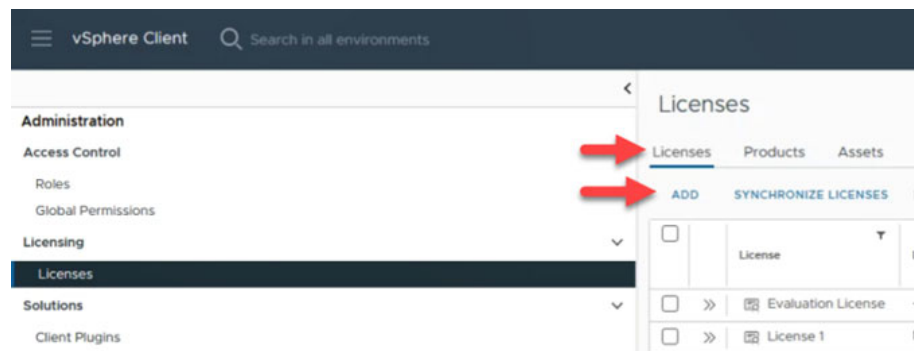 vSphere Client
Search in all environments
Administration
Access Control
Roles
Global Permissions
Licensing
Licenses
Solutions
Client Plugins
Licenses
Licenses Products Assets
ADD SYNCHRONIZE LICENSES
License
Evaluation License
License 1